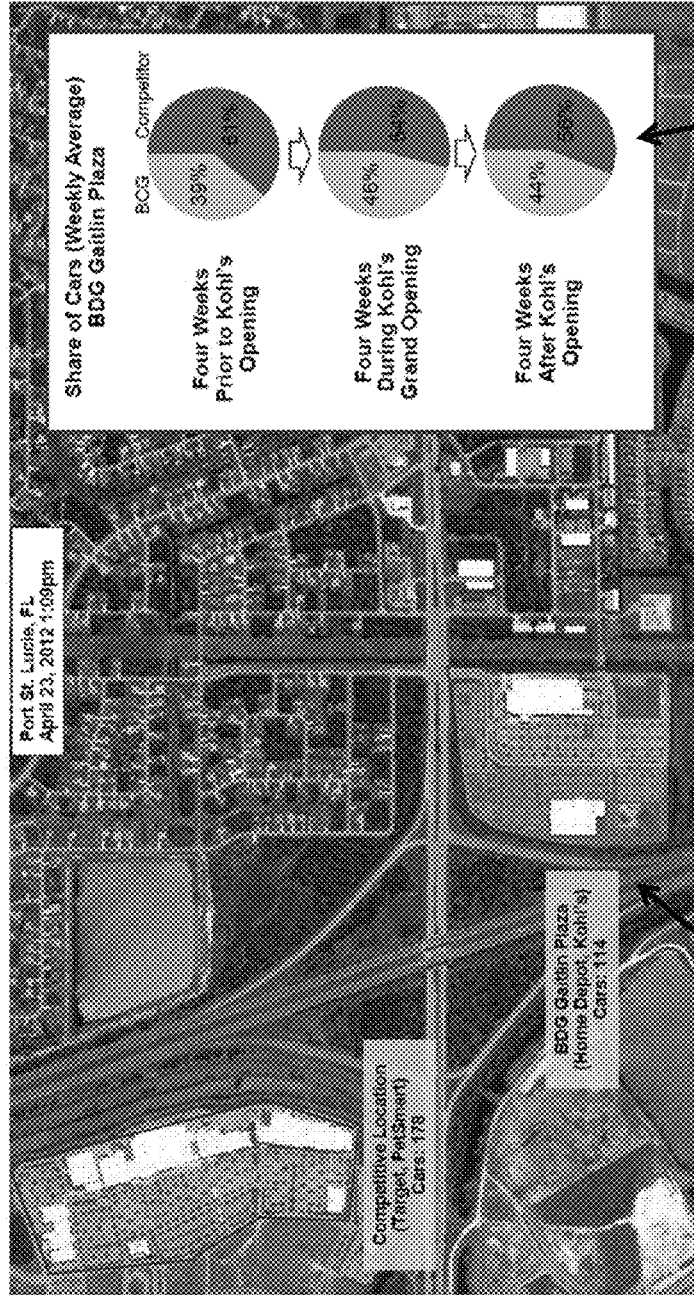 Port St. Lucie, FL
April 23, 2012 1:09pm
Share of Cars (Weekly Average)
BDG Gaitlin Plaza
BCG Competitor
Four Weeks
Prior to Kohl's
Opening
39% 61%
Four Weeks
During Kohl's
Grand Opening
46% 54%
Four Weeks
After Kohl's
Opening
44% 56%
Competitive Location
(Target, PetSmart)
Cars: 178
BDG Gaitlin Plaza
(Home Depot, Kohl's)
Cars: 114